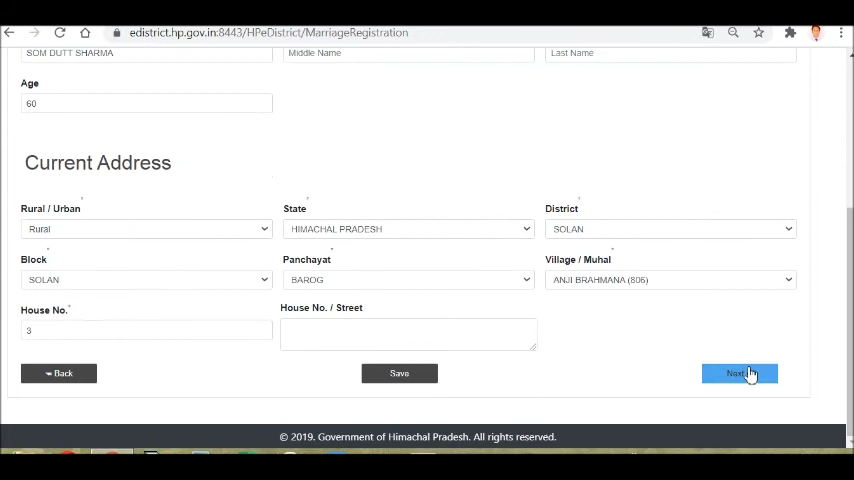 edistrict.hp.gov.in:8443/HPeDistrict/MarriageRegistration
SOM DUTT SHARMA Middle Name Last Name
Age
60
Current Address
Rural / Urban * State * District *
Rural HIMACHAL PRADESH SOLAN
Block * Panchayat * Village / Muhal *
SOLAN BAROG ANJI BRAHMANA (806)
House No.* House No. / Street
3
Back Save Next
© 2019. Government of Himachal Pradesh. All rights reserved.